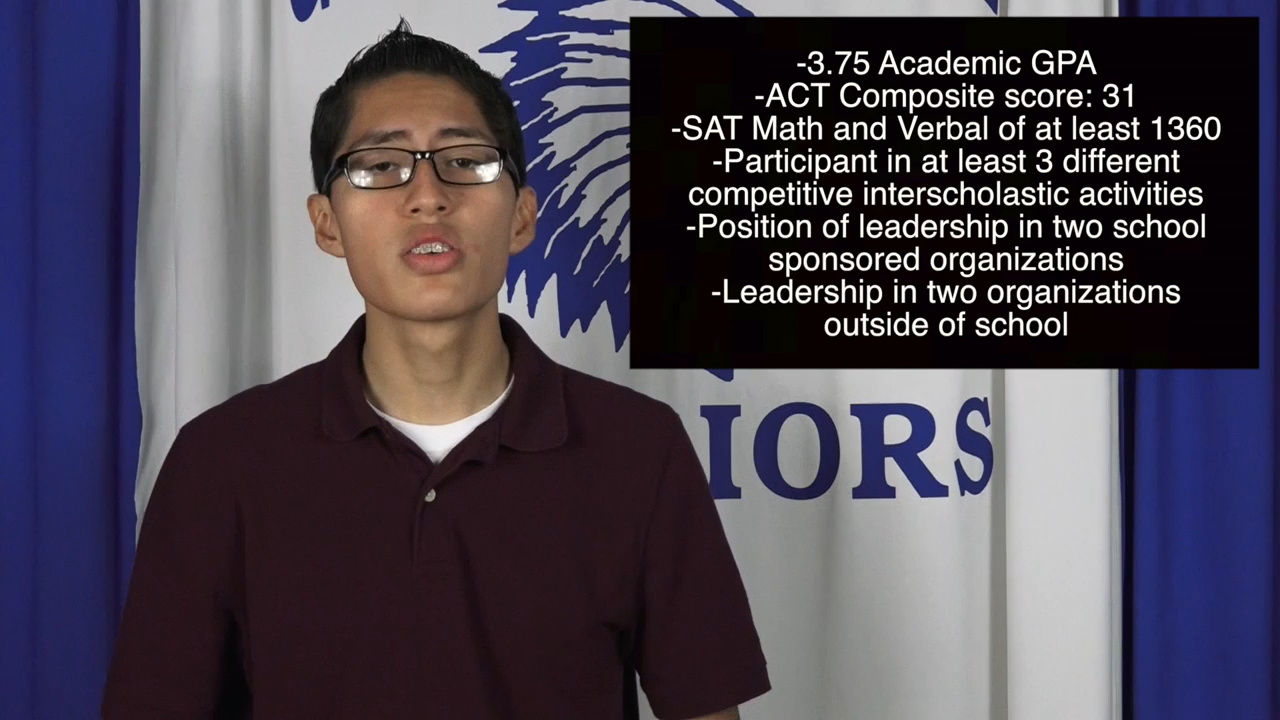 -3.75 Academic GPA
-ACT Composite score: 31
-SAT Math and Verbal of at least 1360
-Participant in at least 3 different
competitive interscholastic activities
-Position of leadership in two school
sponsored organizations
-Leadership in two organizations
outside of school
IORS